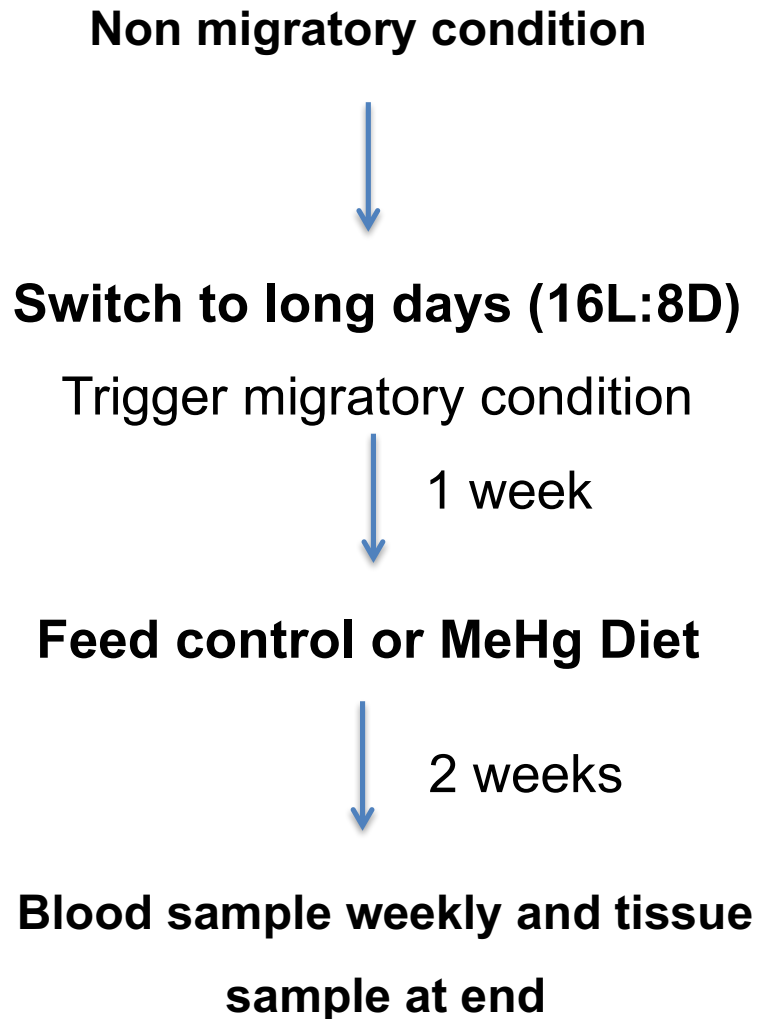 Non migratory condition
Switch to long days (16L:8D)
Trigger migratory condition
1 week
Feed control or MeHg Diet
2 weeks
Blood sample weekly and tissue
sample at end